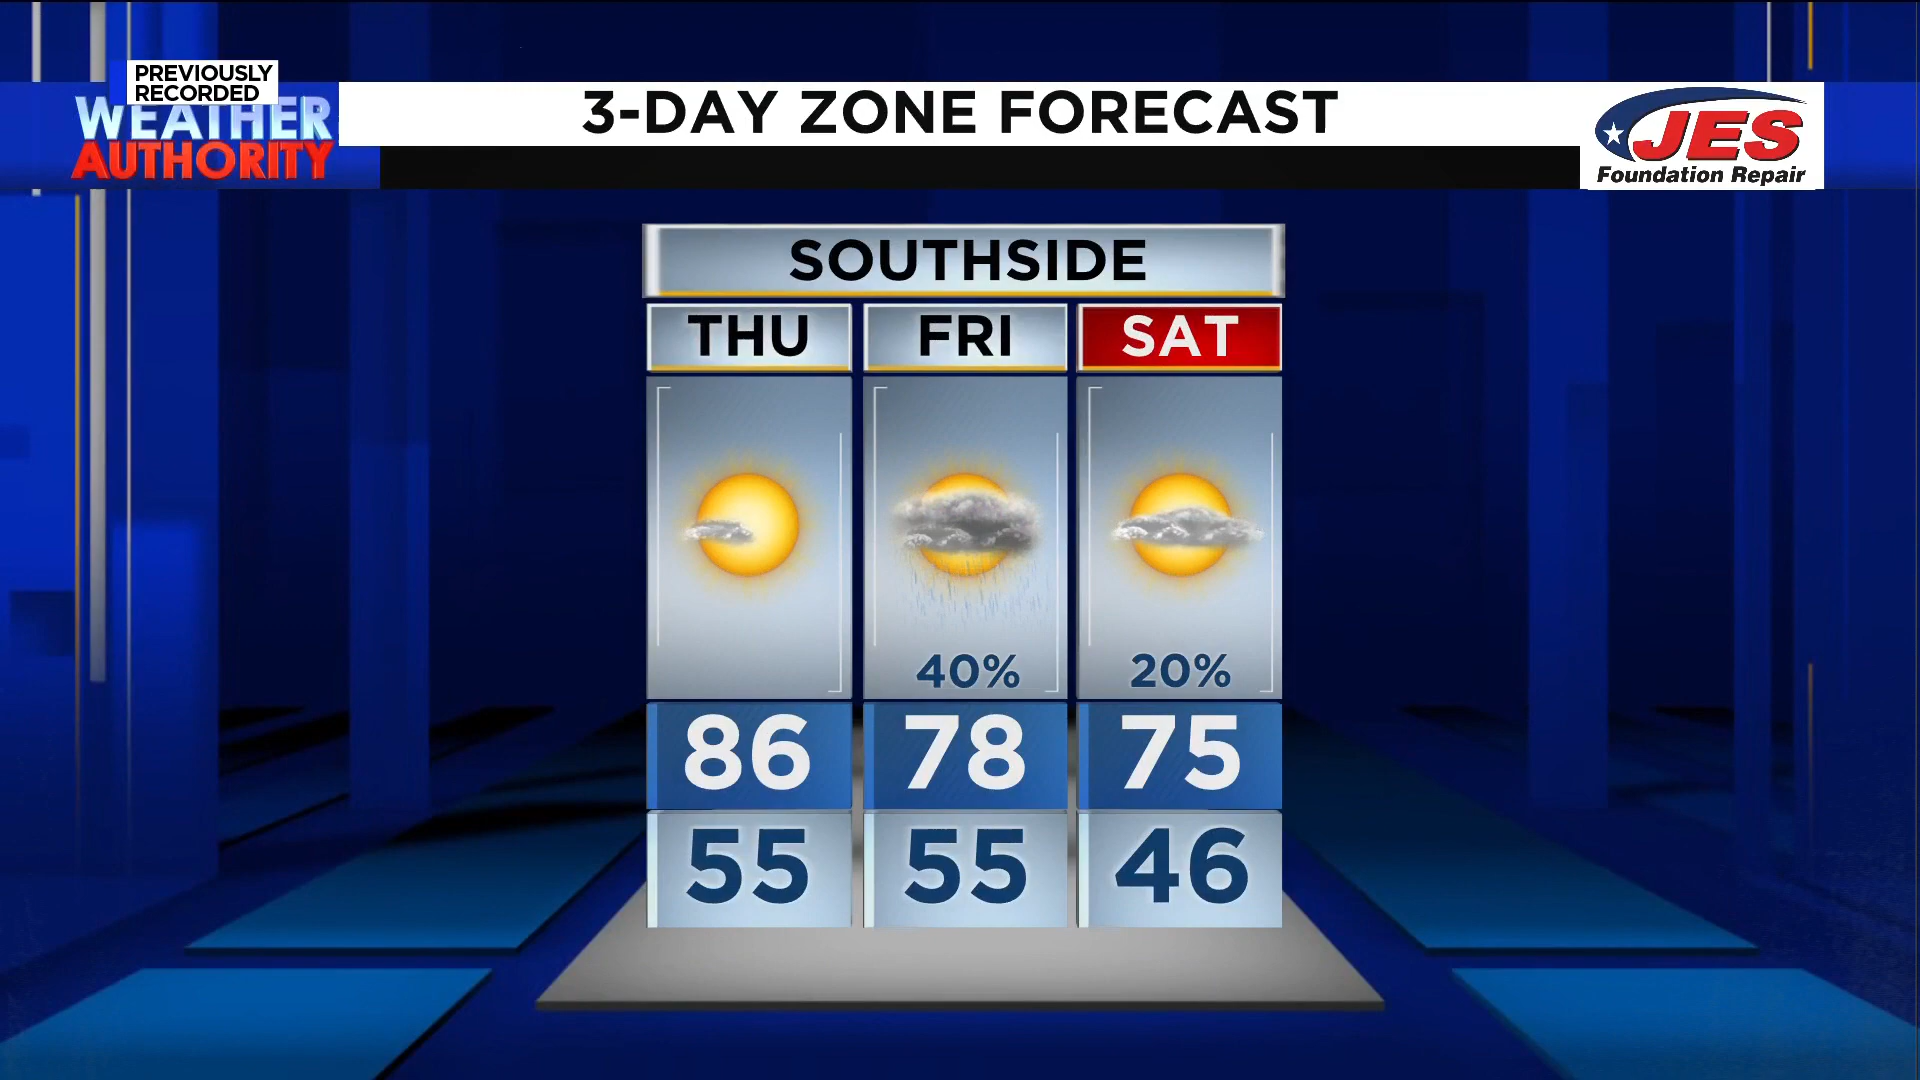 PREVIOUSLY
RECORDED
WEATHER
AUTHORITY
3-DAY ZONE FORECAST
JES
Foundation Repair
SOUTHSIDE
THU FRI SAT
40% 20%
86 78 75
55 55 46